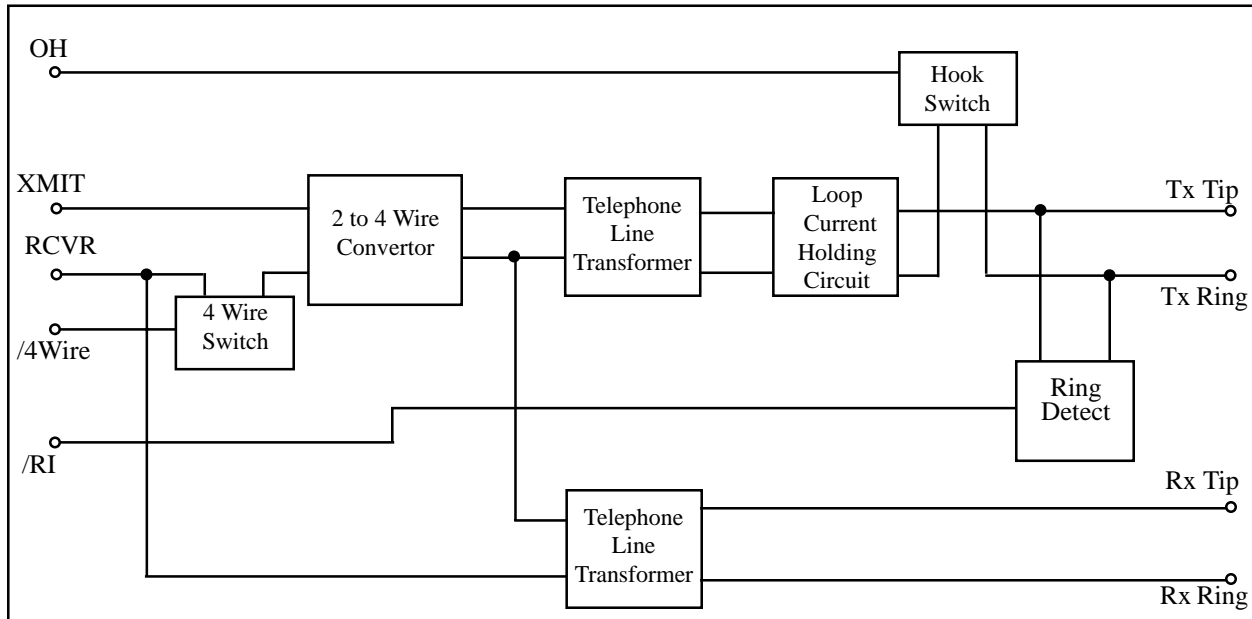 OH
Hook
Switch
XMIT
2 to 4 Wire
Convertor
Telephone
Line
Transformer
Loop
Current
Holding
Circuit
Tx Tip
RCVR
4 Wire
Switch
Tx Ring
/4Wire
Ring
Detect
/RI
Rx Tip
Telephone
Line
Transformer
Rx Ring